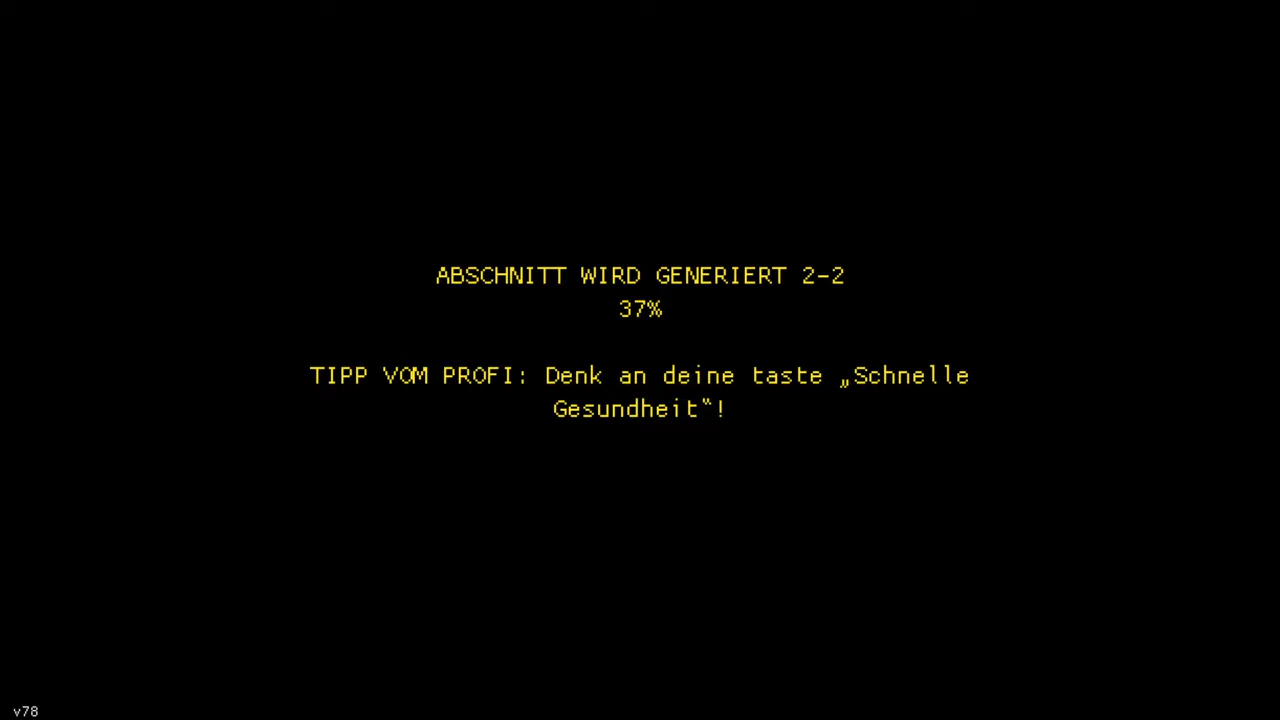 ABSCHNITT WIRD GENERIERT 2-2
37%
TIPP VOM PROFI: Denk an deine taste „Schnelle
Gesundheit‟!
v78